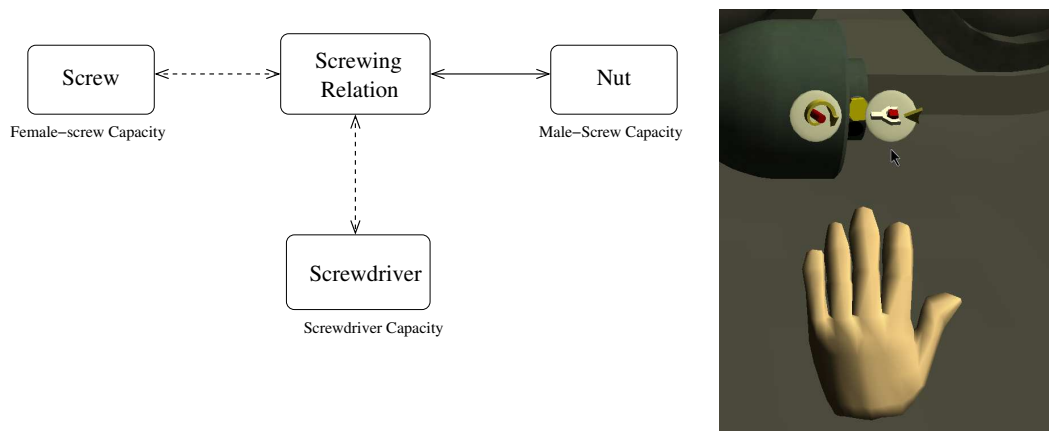 Screw
Female-screw Capacity
Screwing
Relation
Nut
Male-Screw Capacity
Screwdriver
Screwdriver Capacity